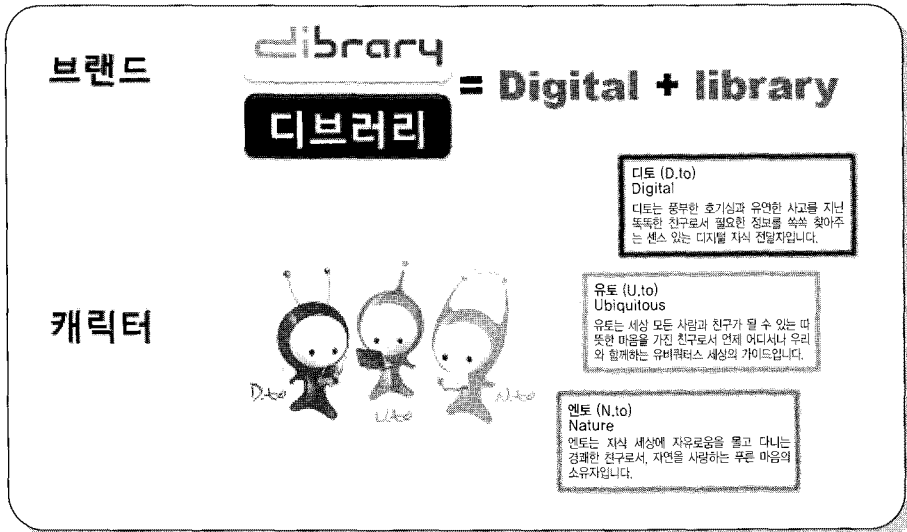 브랜드
dibrary
디브러리
= Digital + library
디토 (D.to)
Digital
디토는 풍부한 호기심과 유연한 사고를 지닌
똑똑한 친구로서 필요한 정보를 쏙쏙 찾아주
는 센스 있는 디지털 지식 전달자입니다.
캐릭터
유토 (U.to)
Ubiquitous
유토는 세상 모든 사람과 친구가 될 수 있는 따
뜻한 마음을 가진 친구로서 언제 어디서나 우리
와 함께하는 유비쿼터스 세상의 가이드입니다.
D.to
U.to
N.to
엔토 (N.to)
Nature
엔토는 지식 세상에 자유로움을 몰고 다니는
경쾌한 친구로서, 자연을 사랑하는 푸른 마음의
소유자입니다.